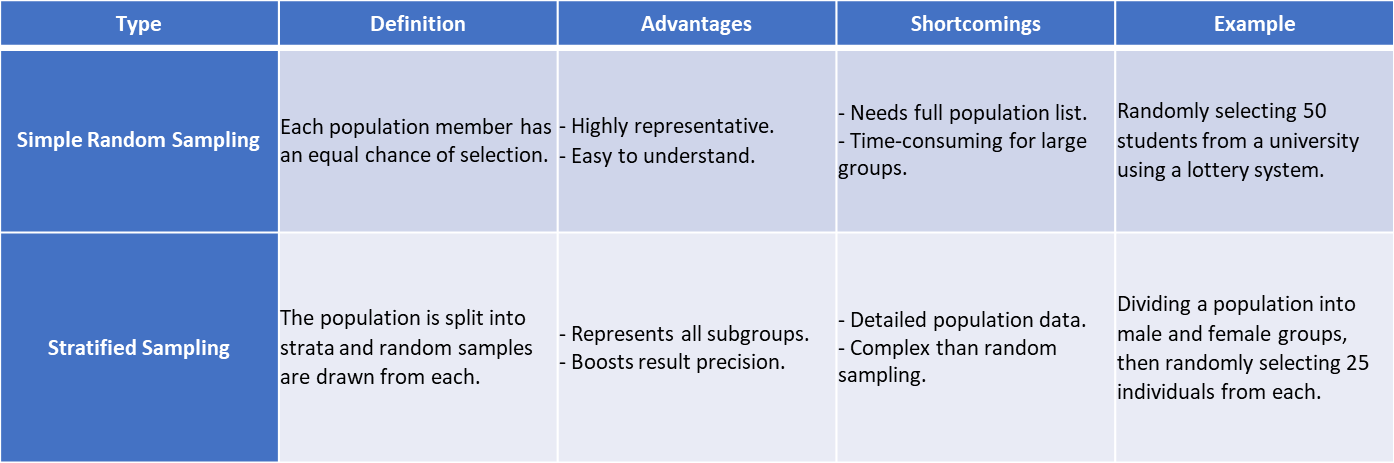 Type
Definition
Advantages
Shortcomings
Example
Simple Random Sampling
Each population member has
an equal chance of selection.
- Highly representative.
- Easy to understand.
- Needs full population list.
- Time-consuming for large
groups.
Randomly selecting 50
students from a university
using a lottery system.
Stratified Sampling
The population is split into
strata and random samples
are drawn from each.
- Represents all subgroups.
- Boosts result precision.
- Detailed population data.
- Complex than random
sampling.
Dividing a population into
male and female groups,
then randomly selecting 25
individuals from each.